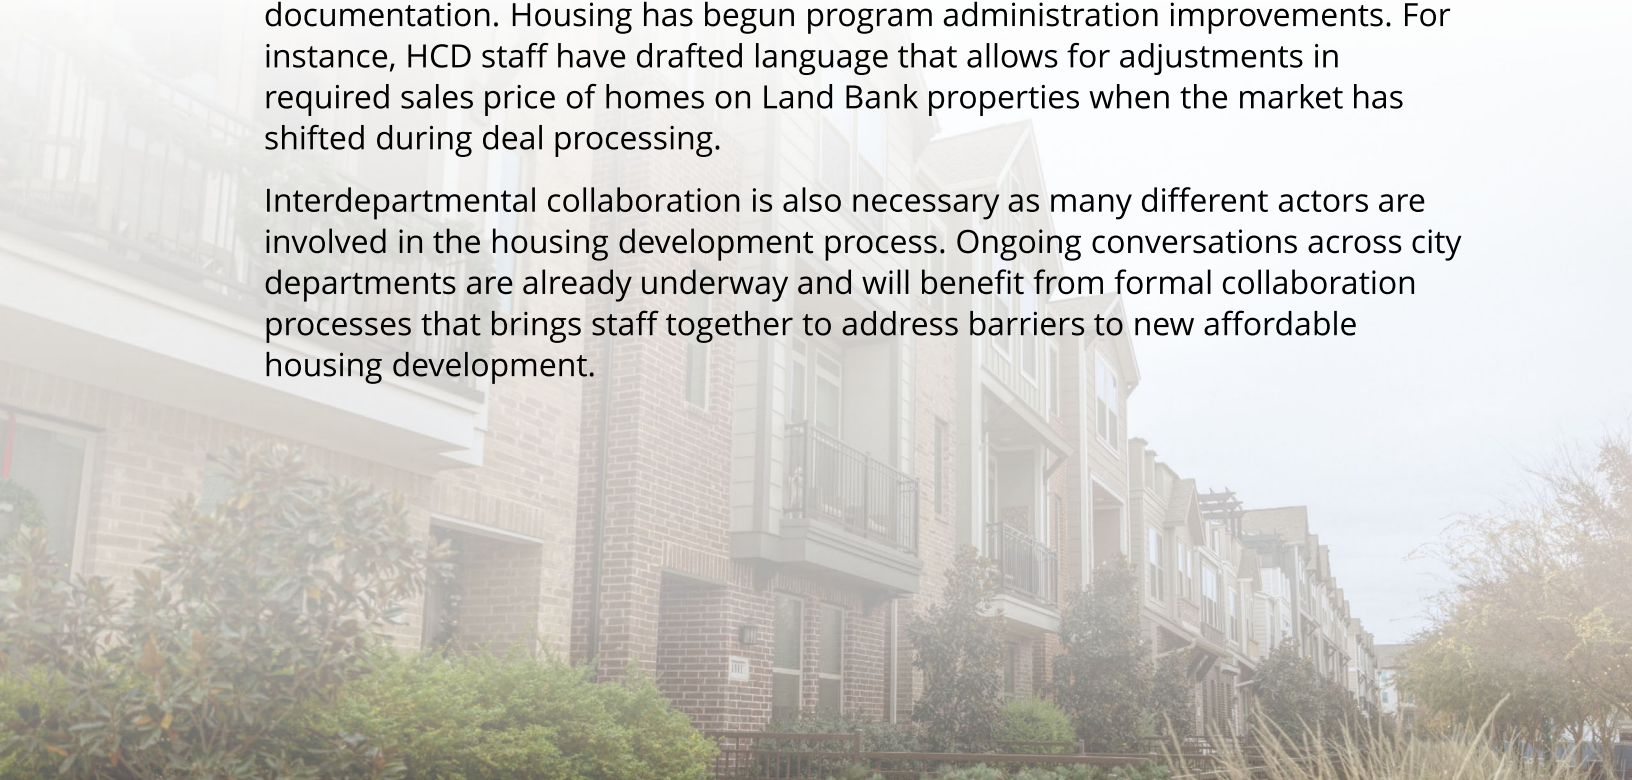 documentation. Housing has begun program administration improvements. For
instance, HCD staff have drafted language that allows for adjustments in
required sales price of homes on Land Bank properties when the market has
shifted during deal processing.
Interdepartmental collaboration is also necessary as many different actors are
involved in the housing development process. Ongoing conversations across city
departments are already underway and will benefit from formal collaboration
processes that brings staff together to address barriers to new affordable
housing development.